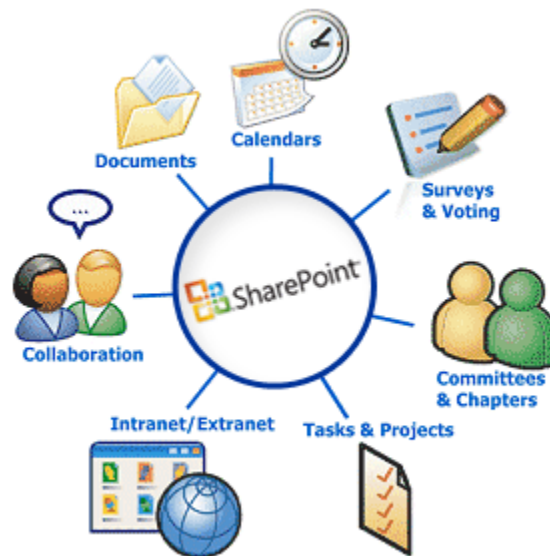 Calendars
Documents
Surveys
& Voting
...
SharePoint
Collaboration
Committees
& Chapters
Intranet/Extranet
Tasks & Projects